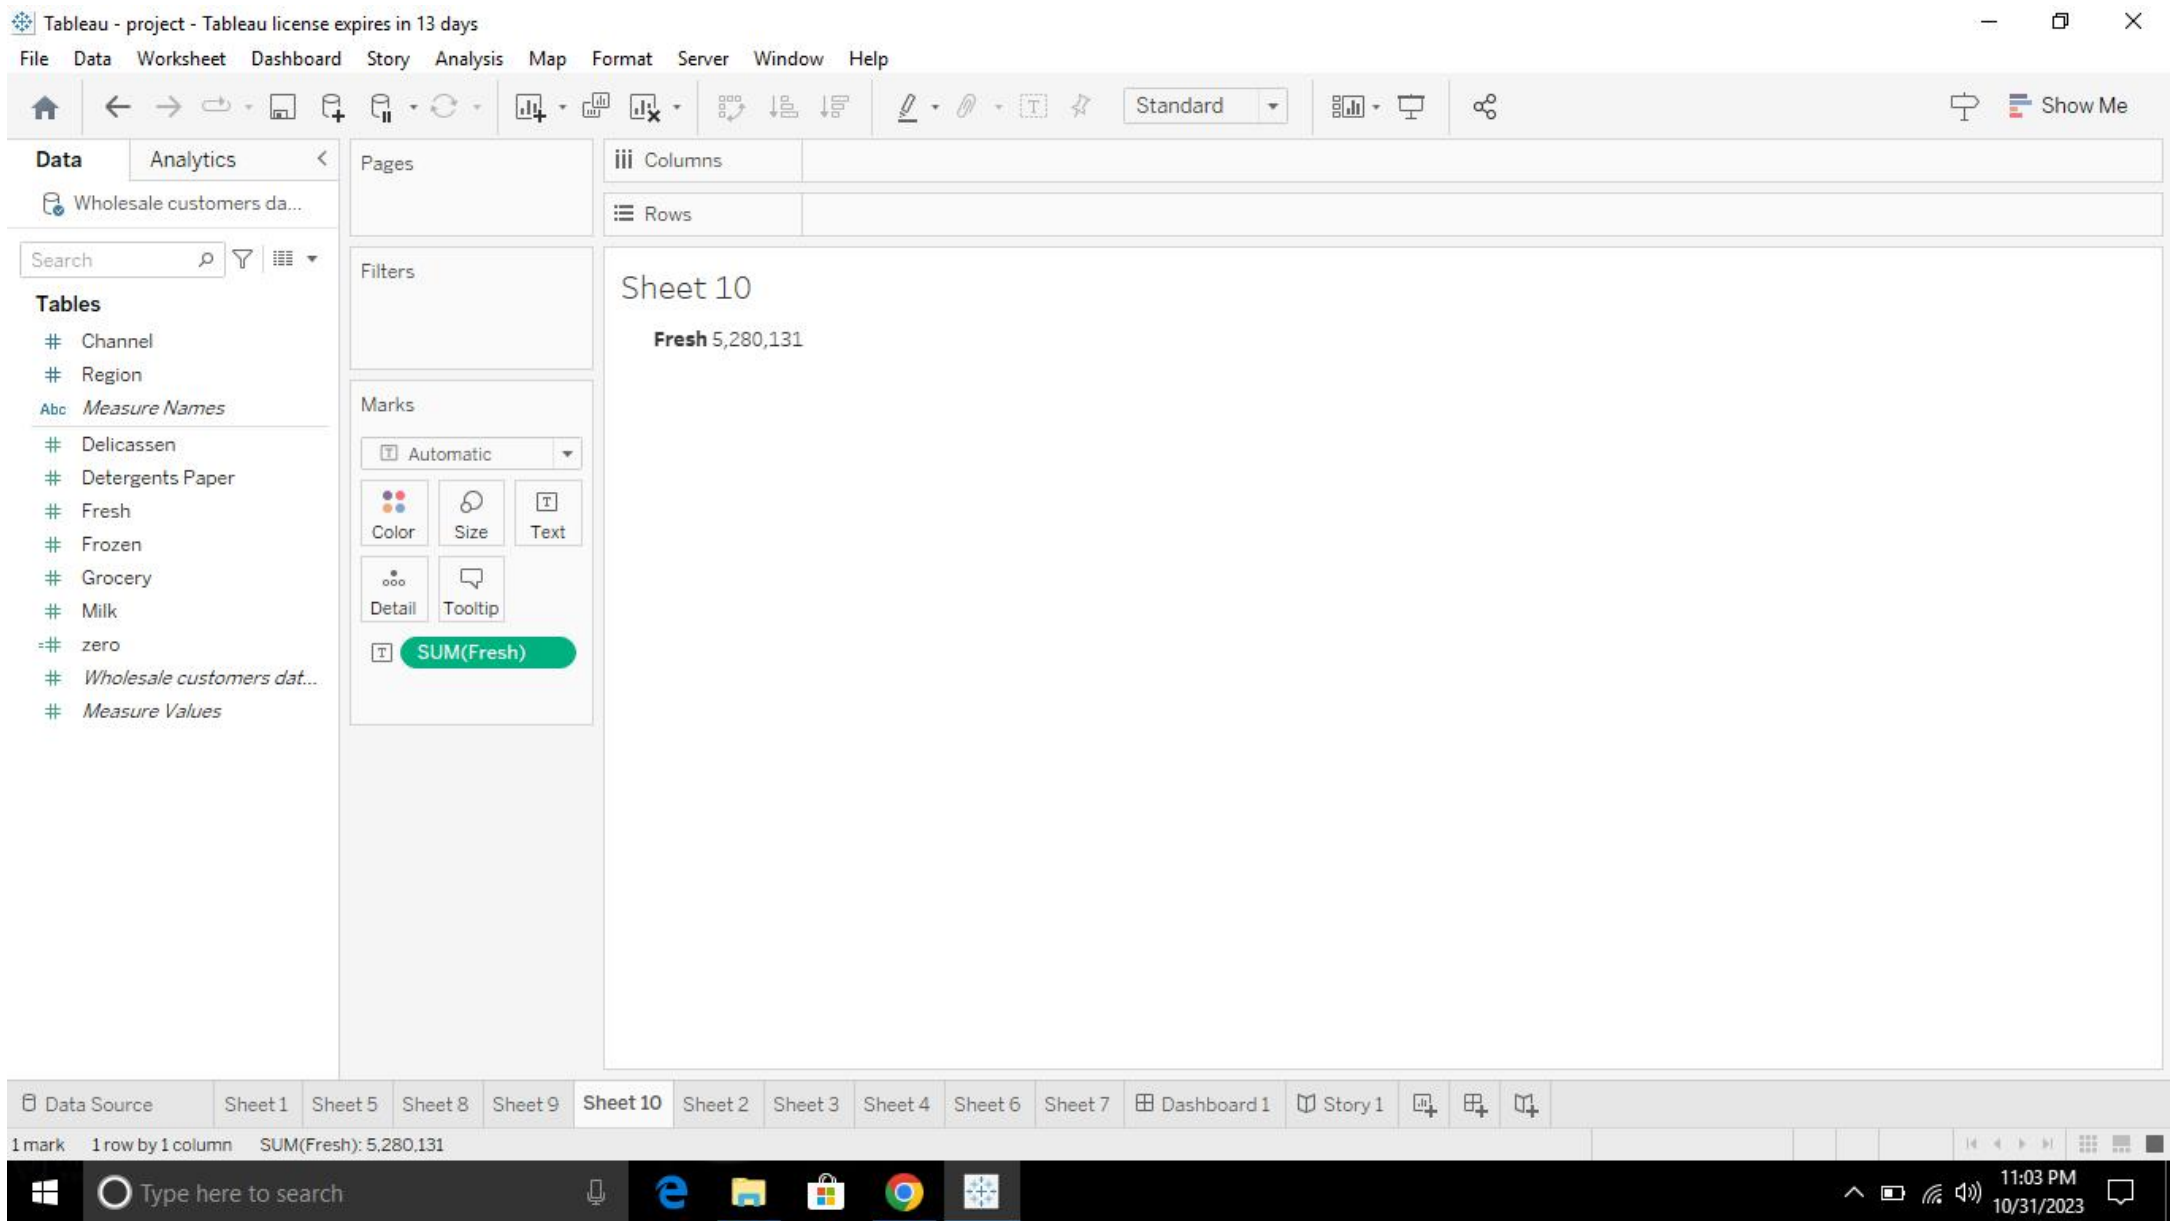 Tableau - project - Tableau license expires in 13 days
File Data Worksheet Dashboard Story Analysis Map Format Server Window Help
Standard
Show Me
Data Analytics
Wholesale customers da...
Search
Tables
# Channel
# Region
Abc Measure Names
# Delicassen
# Detergents Paper
# Fresh
# Frozen
# Grocery
# Milk
=# zero
# Wholesale customers dat...
# Measure Values
Pages
Filters
Marks
T Automatic
Color Size T Text
Detail Tooltip
T SUM(Fresh)
iii Columns
Rows
Sheet 10
Fresh 5,280,131
Data Source Sheet 1 Sheet 5 Sheet 8 Sheet 9 Sheet 10 Sheet 2 Sheet 3 Sheet 4 Sheet 6 Sheet 7 Dashboard 1 Story 1
1 mark 1 row by 1 column SUM(Fresh): 5,280,131
Type here to search
11:03 PM
10/31/2023